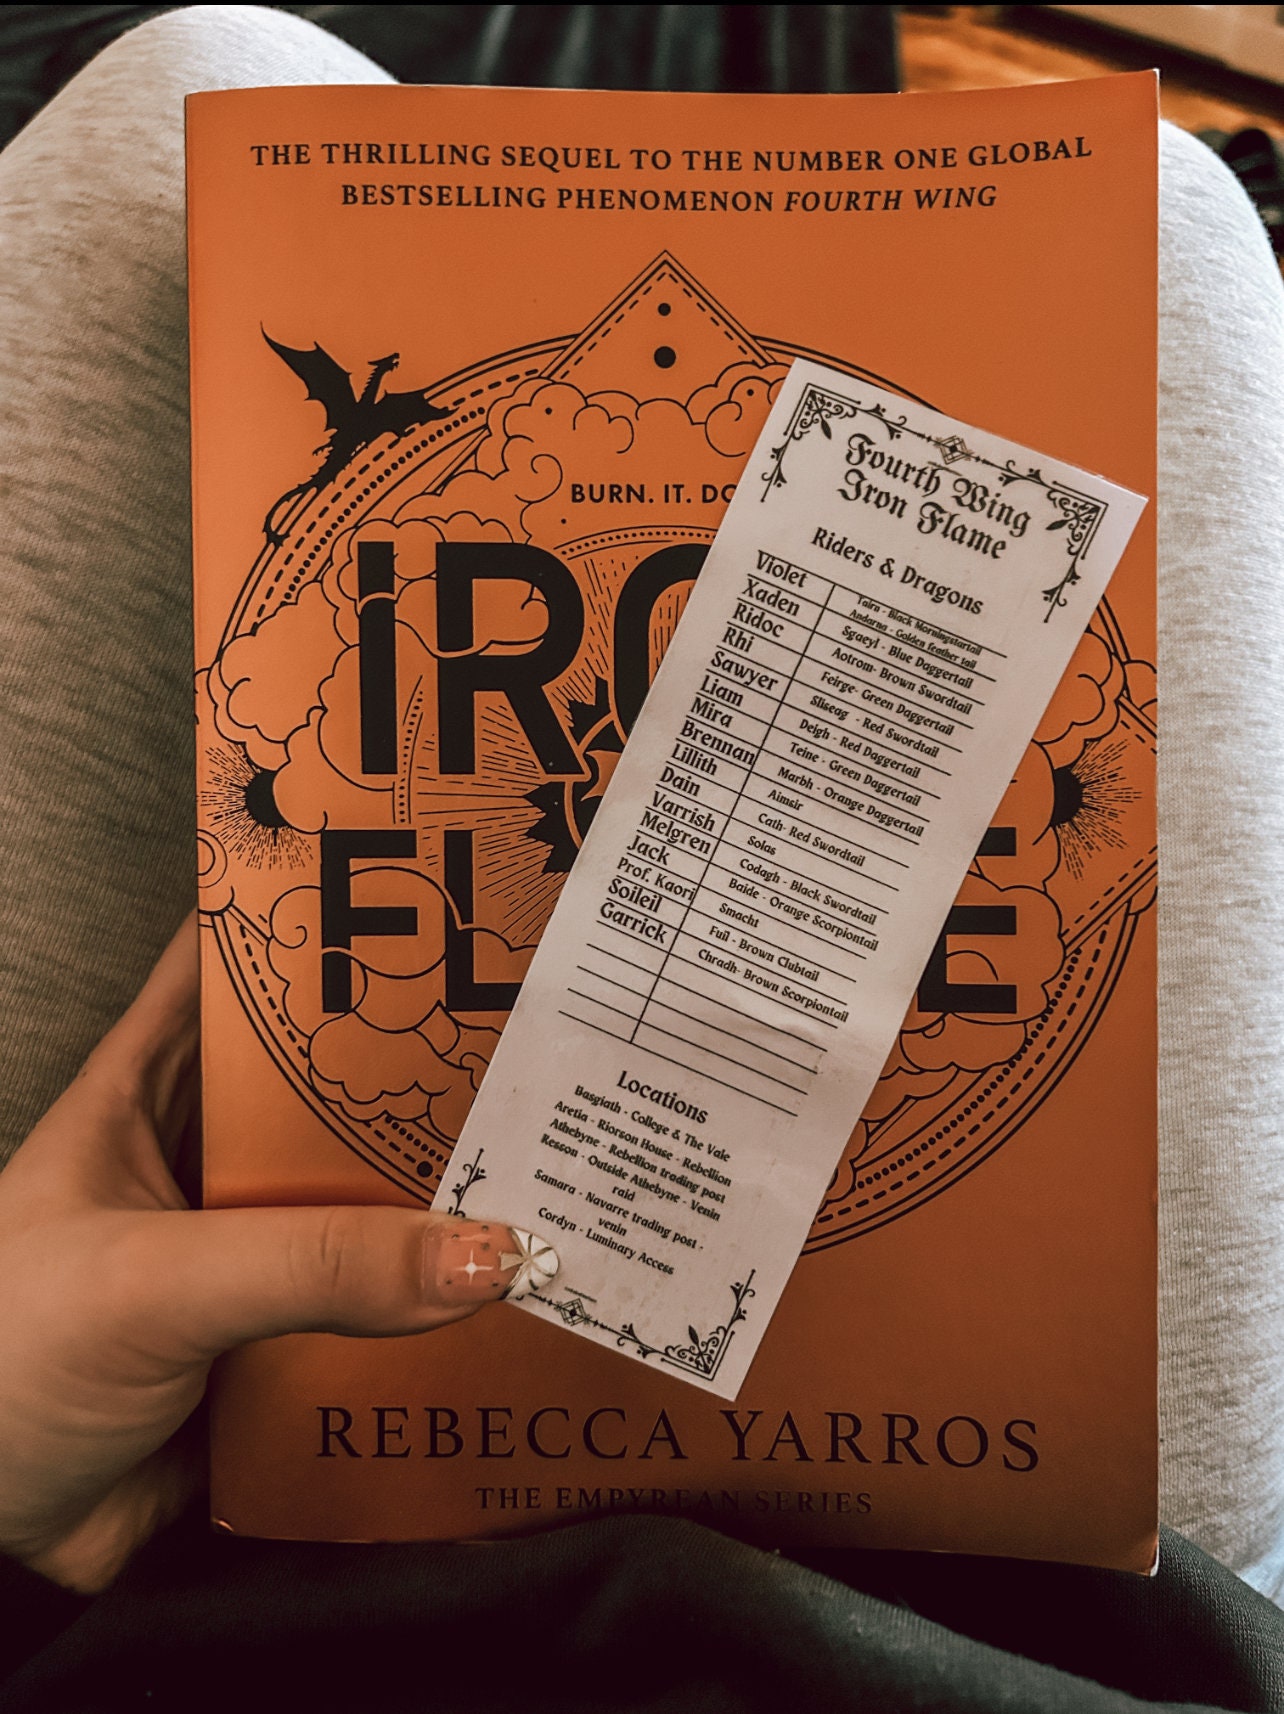 THE THRILLING SEQUEL TO THE NUMBER ONE GLOBAL
BESTSELLING PHENOMENON FOURTH WING
BURN. IT. DO
IRO
FL E
REBECCA YARROS
THE EMPYREAN SERIES
Fourth Wing
Iron Flame
Riders & Dragons
Violet Tairn - Black Morningstartail
Andarna - Golden feather tail
Xaden Sgaeyl - Blue Daggertail
Ridoc Aotrom- Brown Swordtail
Rhi Feirge- Green Daggertail
Sawyer Sliseag - Red Swordtail
Liam Deigh - Red Daggertail
Mira Teine - Green Daggertail
Brennan Marbh - Orange Daggertail
Lillith Aimsir
Dain Cath- Red Swordtail
Varrish Solas
Melgren Codagh - Black Swordtail
Jack Baide - Orange Scorpiontail
Prof. Kaori Smacht
Soileil Fuil - Brown Clubtail
Garrick Chradh- Brown Scorpiontail
Locations
Basgiath - College & The Vale
Aretia - Riorson House - Rebellion
Athebyne - Rebellion trading post
Resson - Outside Athebyne - Venin
raid
Samara - Navarre trading post -
venin
Cordyn - Luminary Access